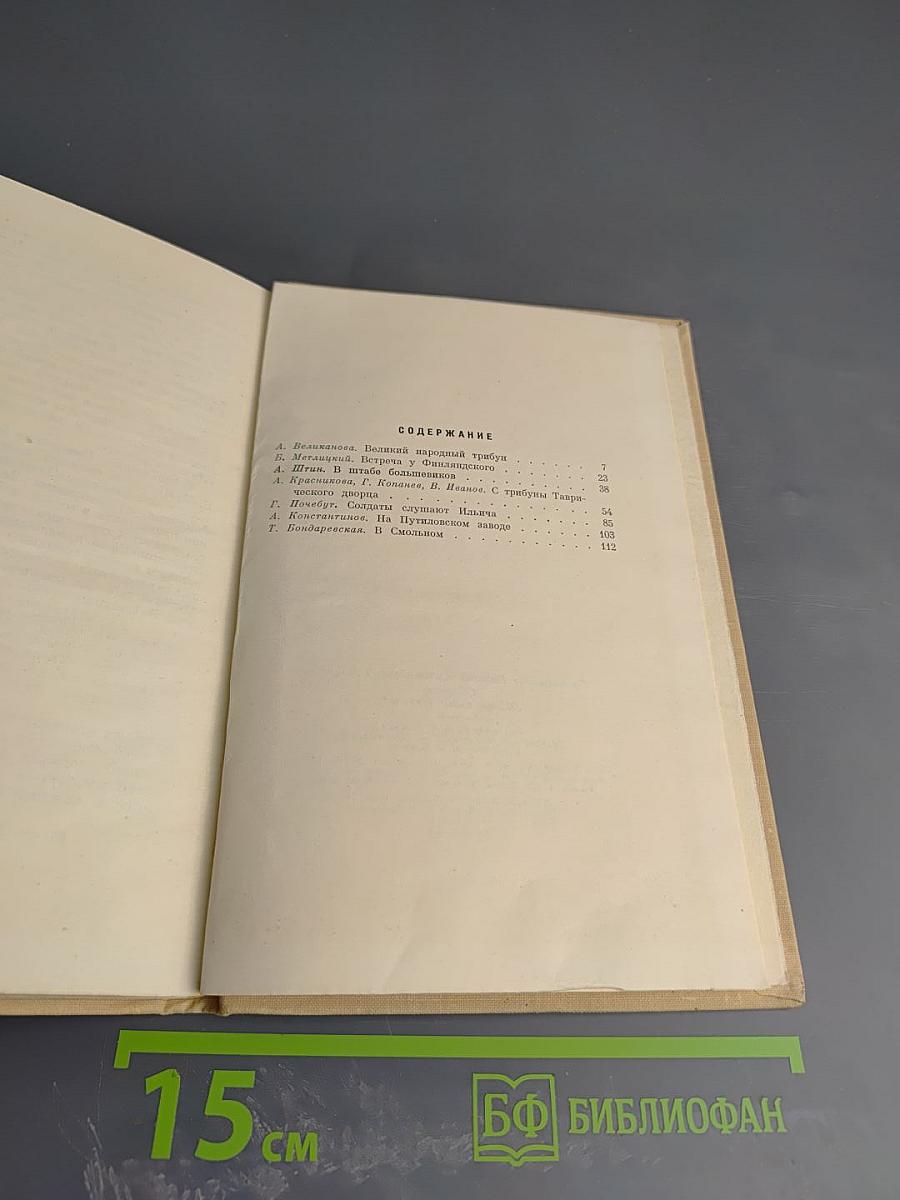 СОДЕРЖАНИЕ
А. Великанова. Великий народный трибун . . . . . . 7
Б. Метлицкий. Встреча у Финляндского . . . . . . . 23
А. Штин. В штабе большевиков . . . . . . . . . . 38
А. Красникова, Г. Копанев, В. Иванов. С трибуны Таври-
ческого дворца . . . . . . . . . . . . . . . 54
Г. Почебут. Солдаты слушают Ильича . . . . . . . . 85
А. Константинов. На Путиловском заводе . . . . . . 103
Т. Бондаревская. В Смольном . . . . . . . . . . . 112
15 см
БФ БИБЛИОФАН